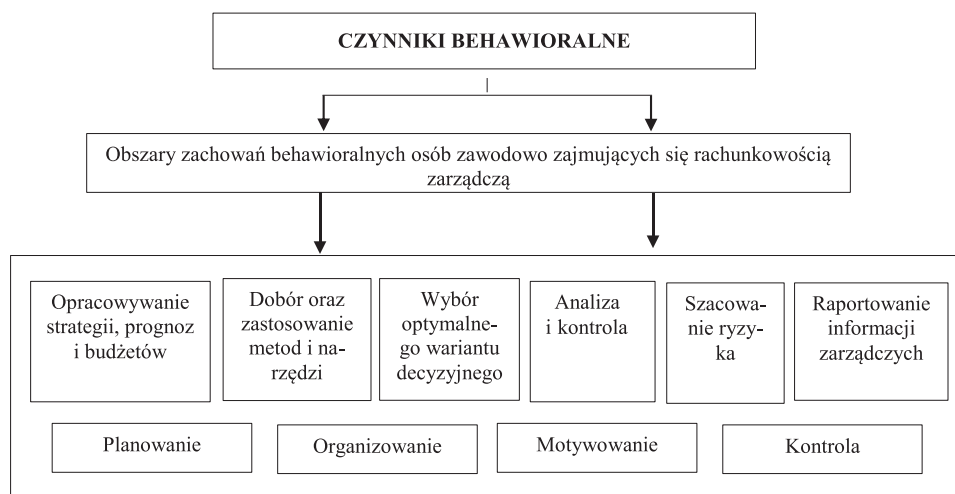 CZYNNIKI BEHAWIORALNE
Obszary zachowań behawioralnych osób zawodowo zajmujących się rachunkowością
zarządczą
Opracowywanie
strategii, prognoz
i budżetów
Dobór oraz
zastosowanie
metod i na-
rzędzi
Wybór
optymalne-
go wariantu
decyzyjnego
Analiza
i kontrola
Szacowa-
nie ryzy-
ka
Raportowanie
informacji
zarządczych
Planowanie
Organizowanie
Motywowanie
Kontrola